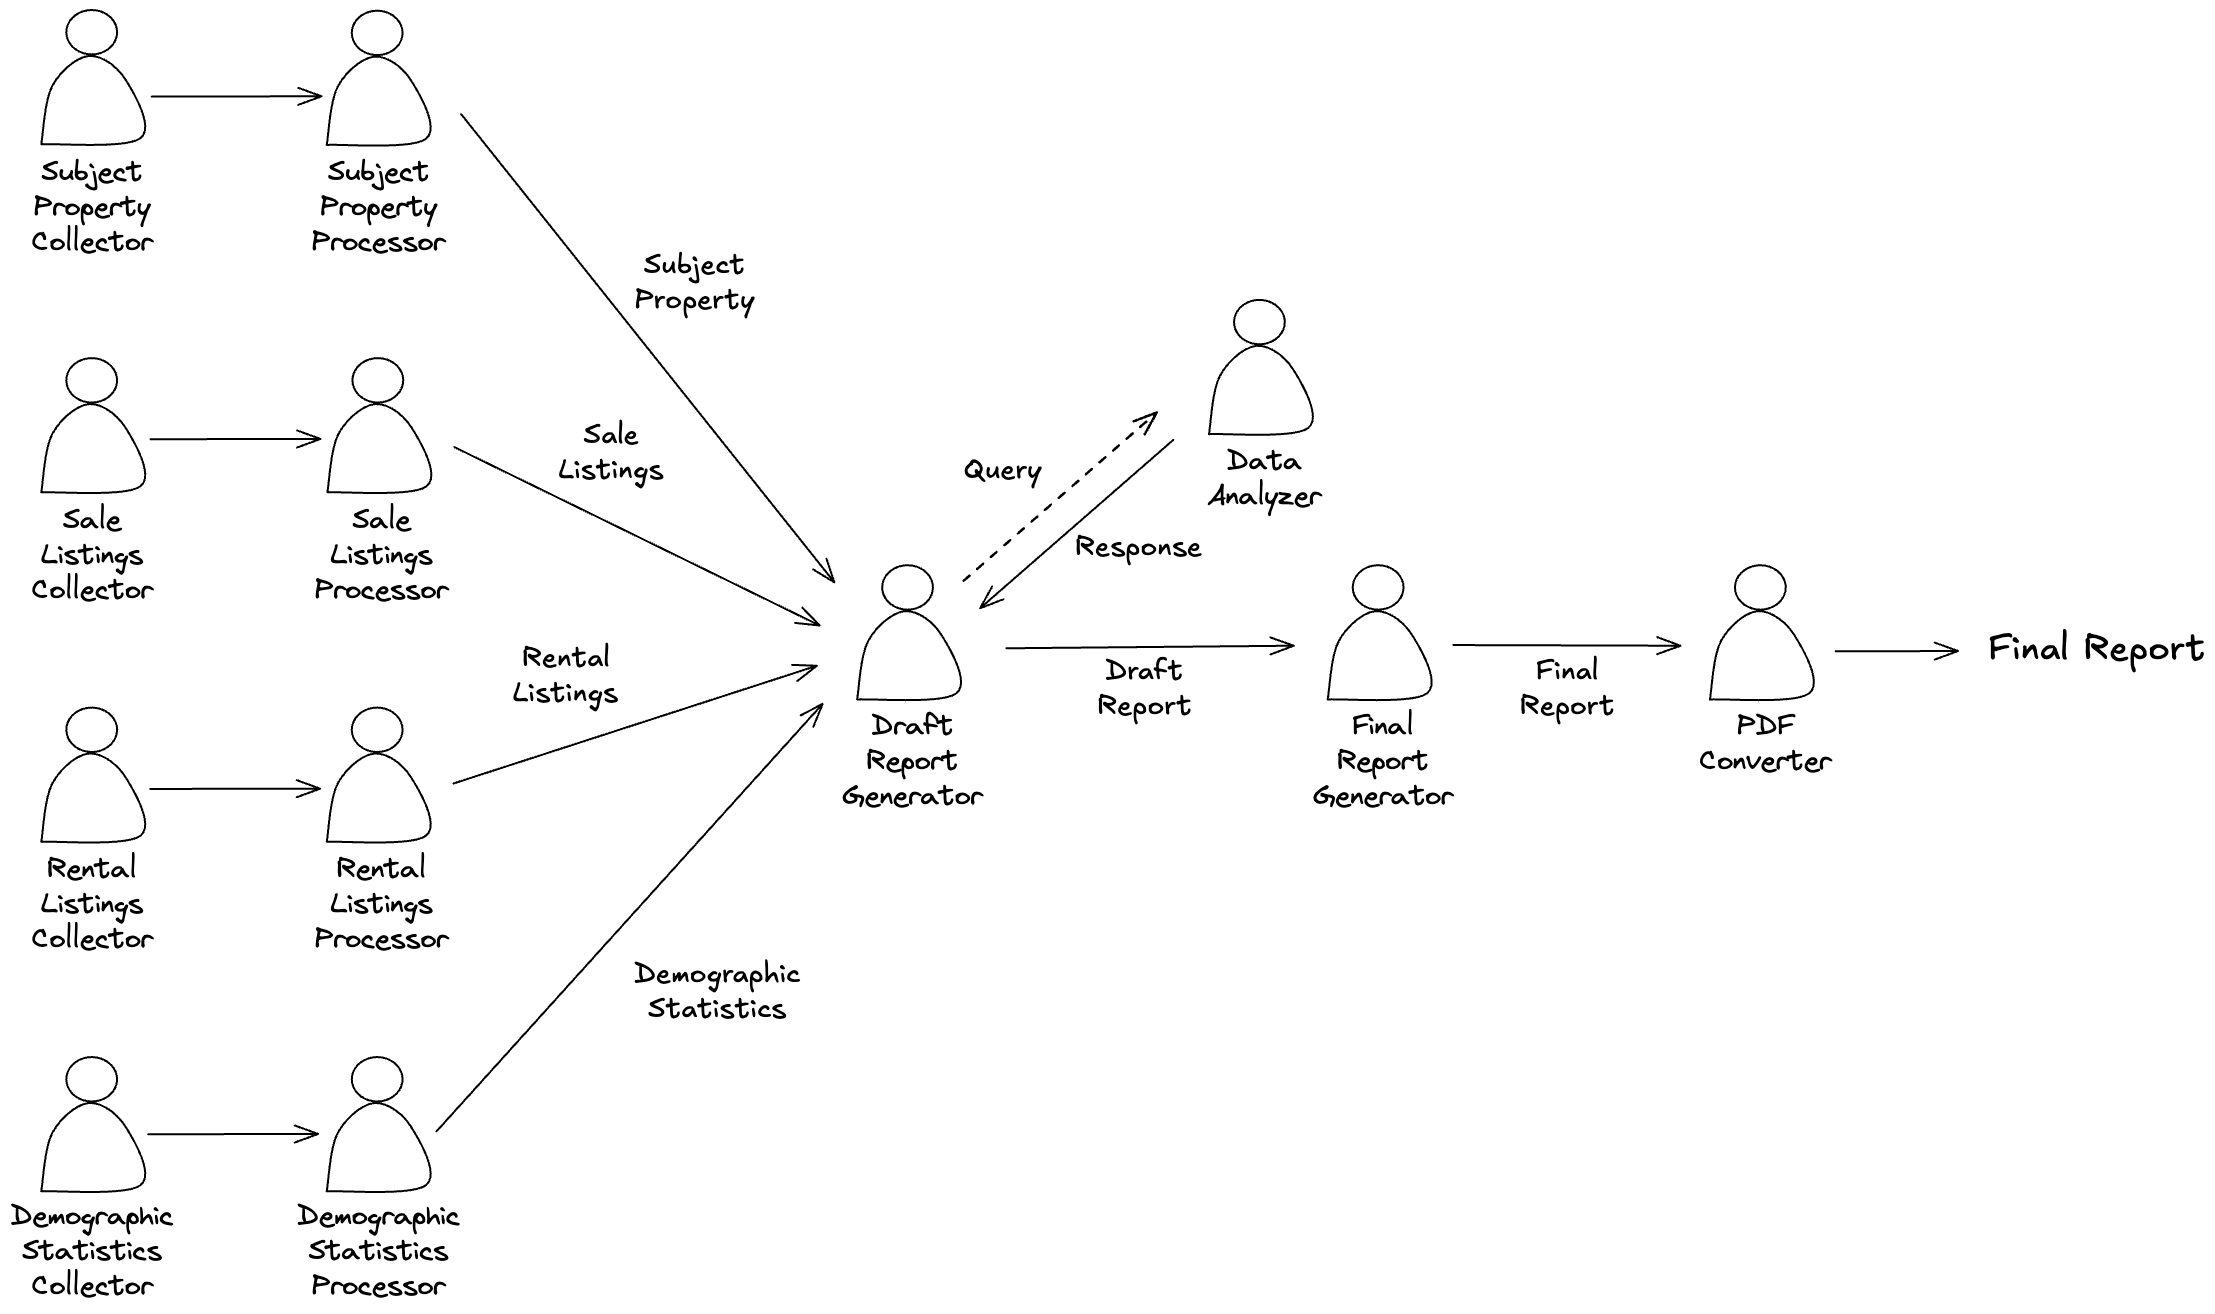 Subject
Property
Collector
Subject
Property
Processor
Subject
Property
Sale
Listings
Collector
Sale
Listings
Processor
Sale
Listings
Rental
Listings
Collector
Rental
Listings
Processor
Rental
Listings
Demographic
Statistics
Collector
Demographic
Statistics
Processor
Demographic
Statistics
Draft
Report
Generator
Query
Response
Data
Analyzer
Draft
Report
Final
Report
Generator
Final
Report
PDF
Converter
Final Report